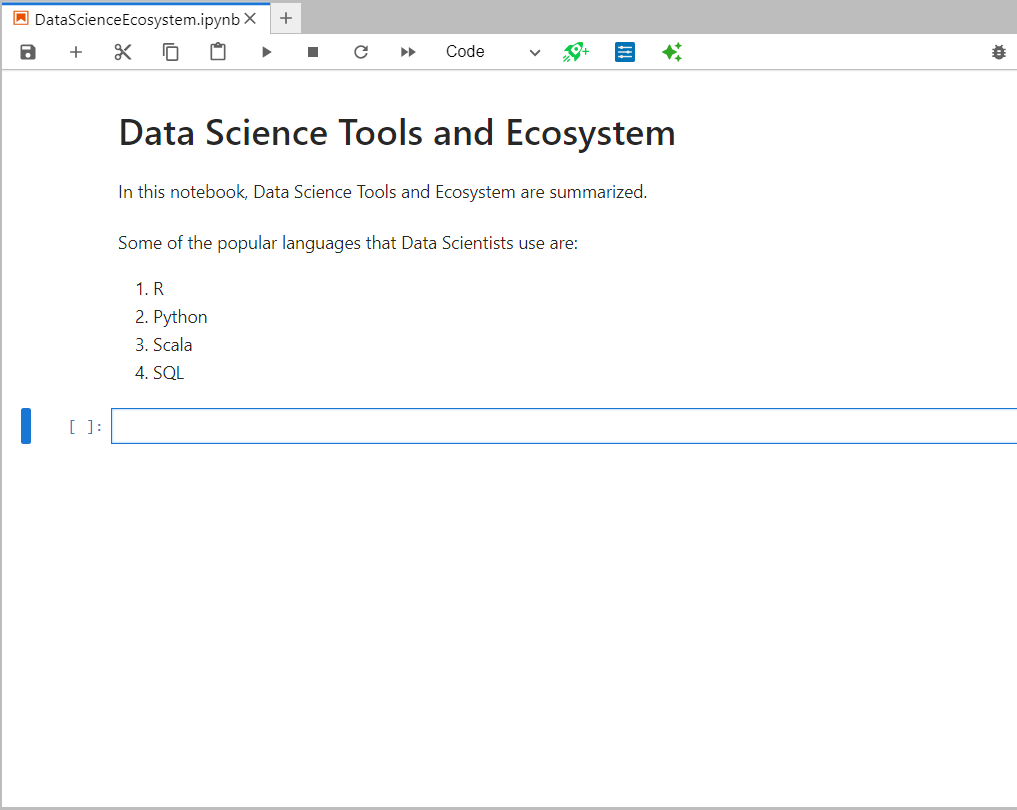 DataScienceEcosystem.ipynb
Code
Data Science Tools and Ecosystem
In this notebook, Data Science Tools and Ecosystem are summarized.
Some of the popular languages that Data Scientists use are:
1. R
2. Python
3. Scala
4. SQL
[ ]: